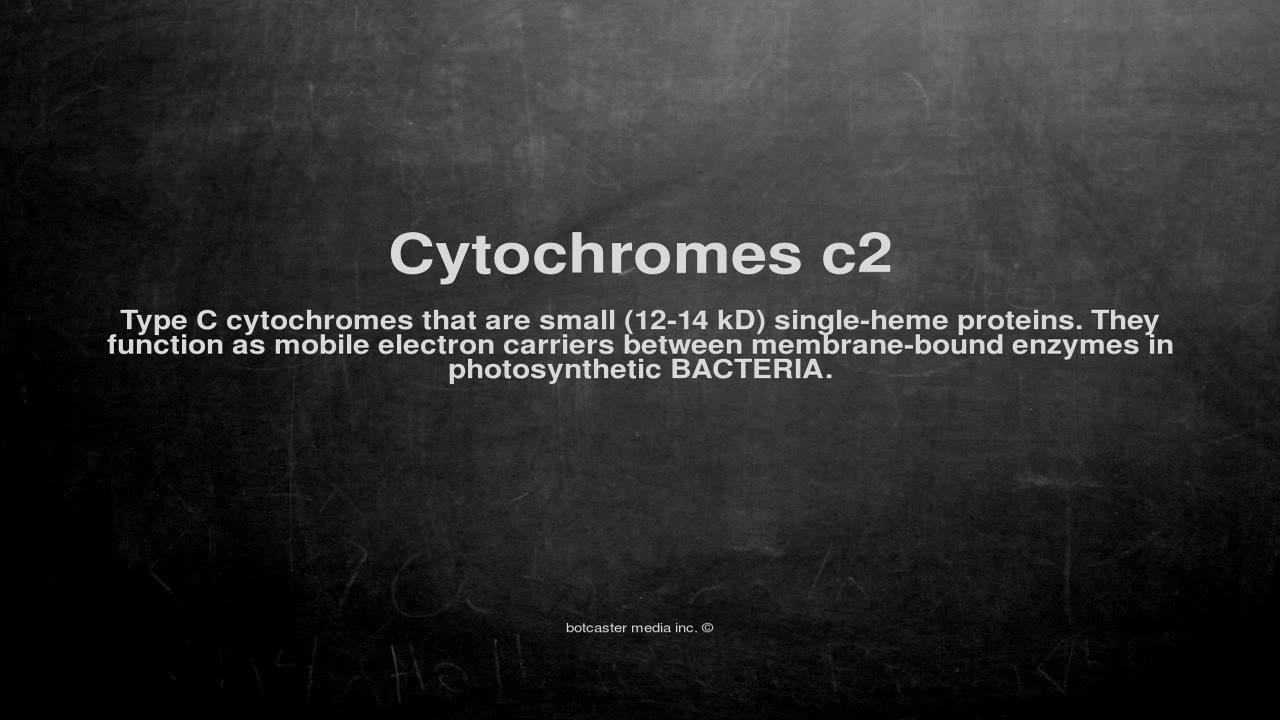 Cytochromes c2
Type C cytochromes that are small (12-14 kD) single-heme proteins. They
function as mobile electron carriers between membrane-bound enzymes in
photosynthetic BACTERIA.
botcaster media inc. ©